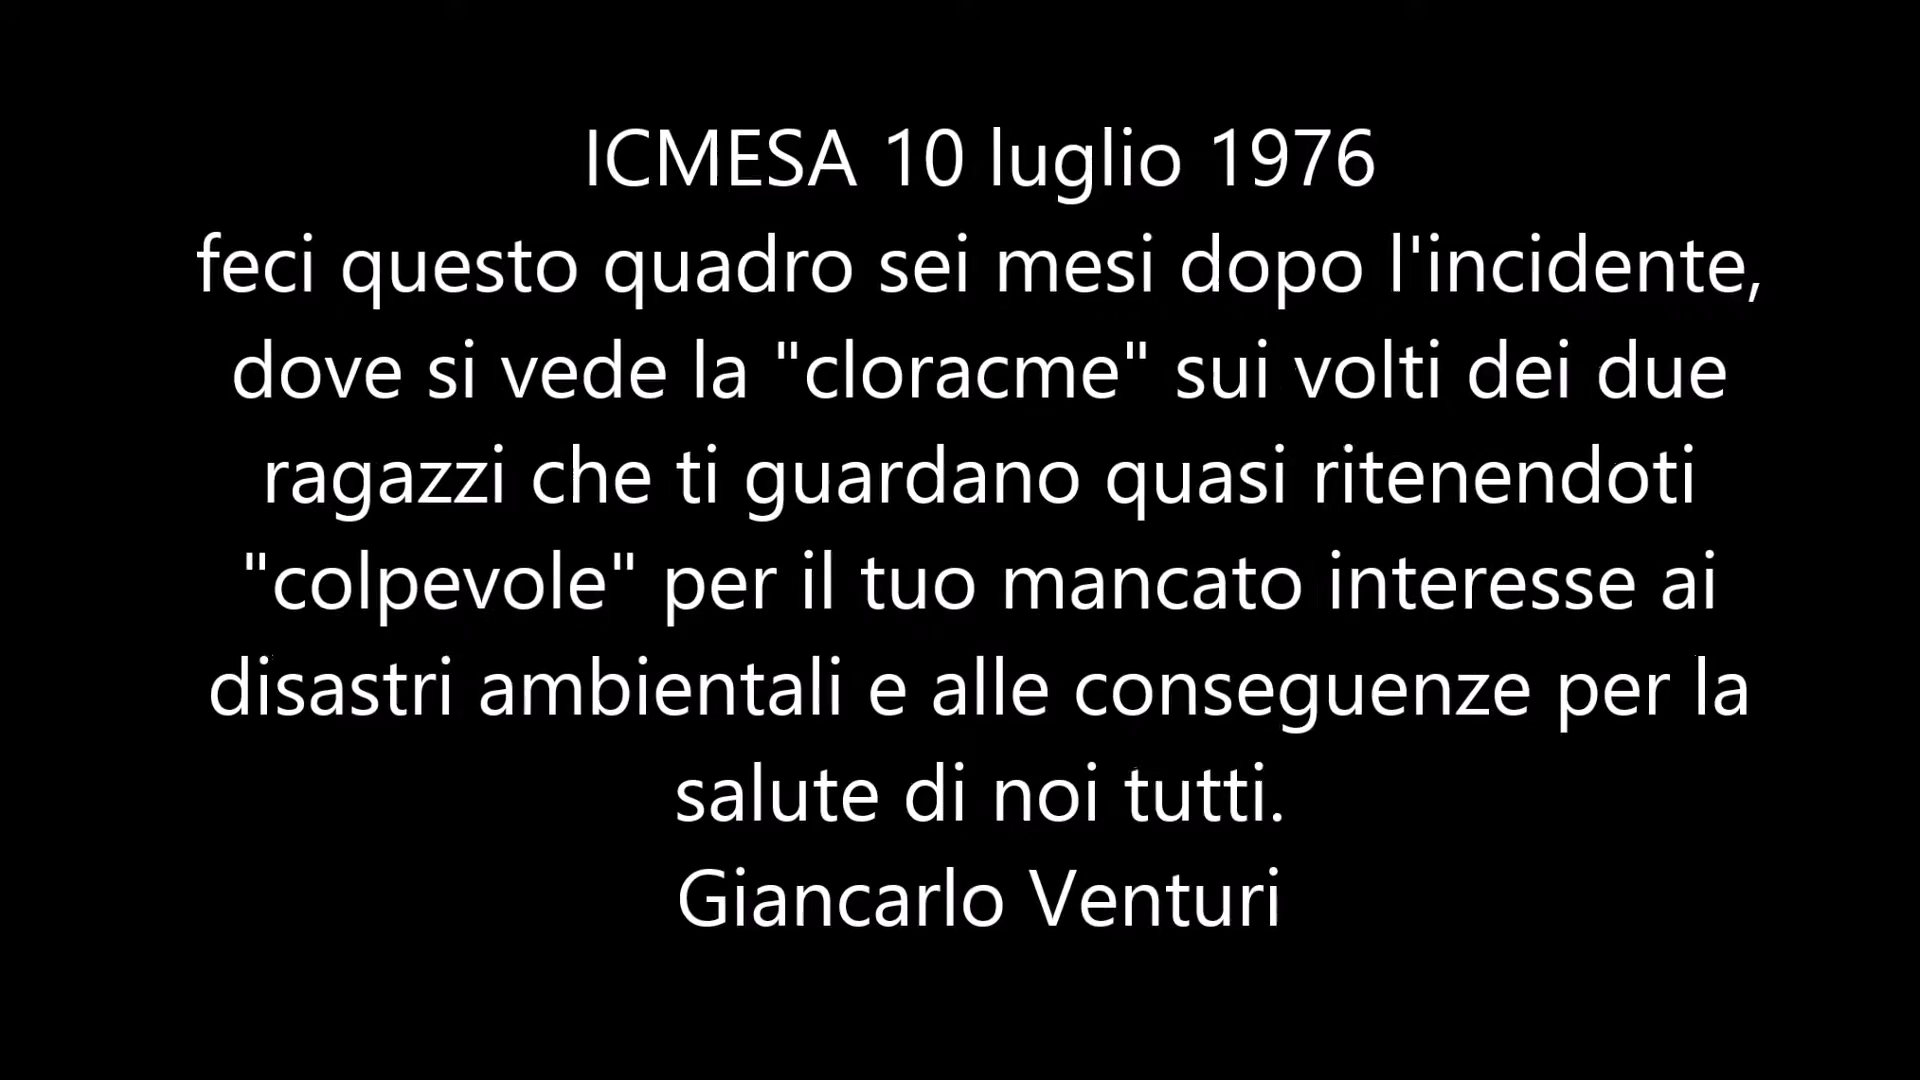 ICMESA 10 luglio 1976
feci questo quadro sei mesi dopo l'incidente,
dove si vede la "cloracme" sui volti dei due
ragazzi che ti guardano quasi ritenendoti
"colpevole" per il tuo mancato interesse ai
disastri ambientali e alle conseguenze per la
salute di noi tutti.
Giancarlo Venturi